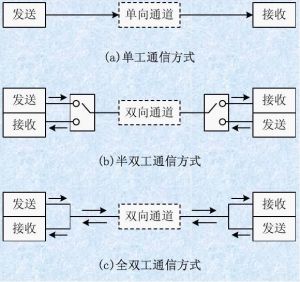 发送 单向通道 接收
(a)单工通信方式
发送 接收
双向通道
接收 发送
(b)半双工通信方式
发送 接收
双向通道
接收 发送
(c)全双工通信方式